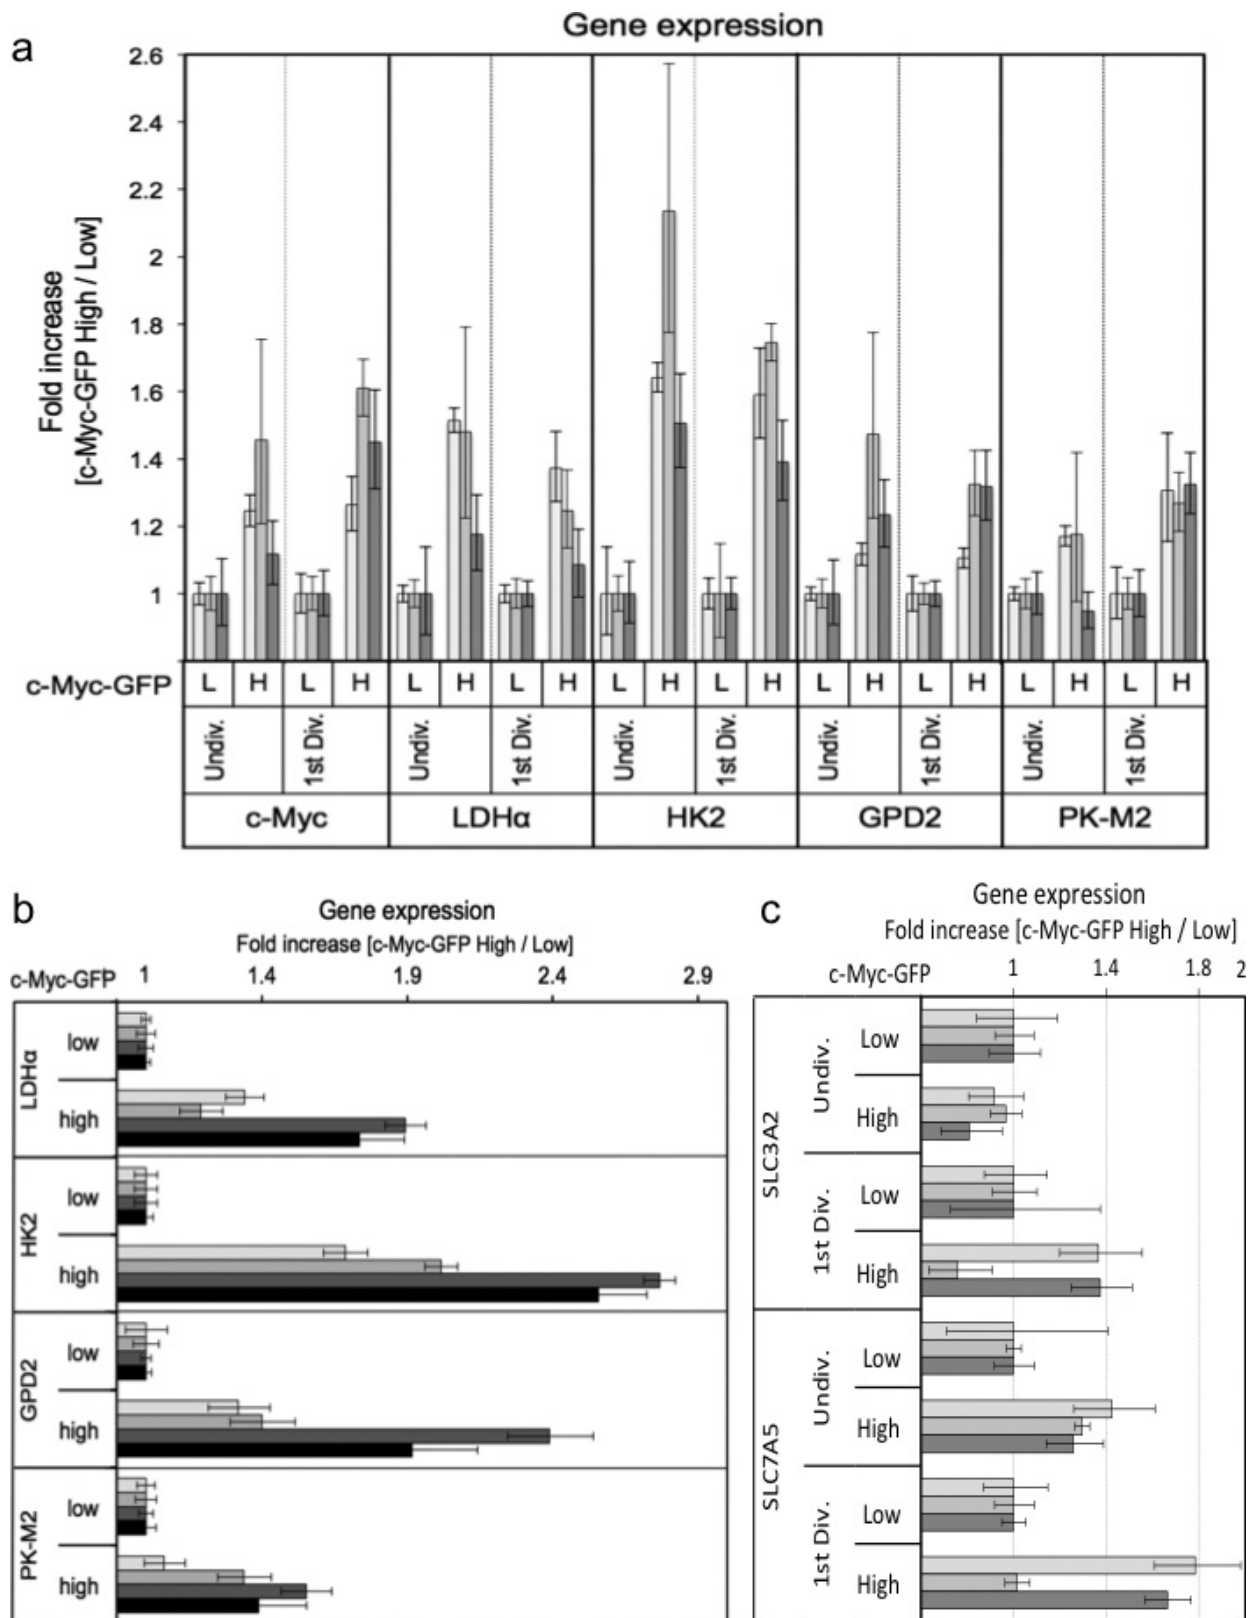 a
Gene expression
Fold increase
[c-Myc-GFP High / Low]
2.6
2.4
2.2
2
1.8
1.6
1.4
1.2
1
c-Myc-GFP L H L H L H L H L H L H L H L H L H L H
Undiv. 1st Div. Undiv. 1st Div. Undiv. 1st Div. Undiv. 1st Div. Undiv. 1st Div.
c-Myc LDHα HK2 GPD2 PK-M2
b
Gene expression
Fold increase [c-Myc-GFP High / Low]
c-Myc-GFP 1 1.4 1.9 2.4 2.9
LDHα
low
high
HK2
low
high
GPD2
low
high
PK-M2
low
high
c
Gene expression
Fold increase [c-Myc-GFP High / Low]
c-Myc-GFP 1 1.4 1.8 2
SLC3A2
Undiv.
Low
High
1st Div.
Low
High
SLC7A5
Undiv.
Low
High
1st Div.
Low
High